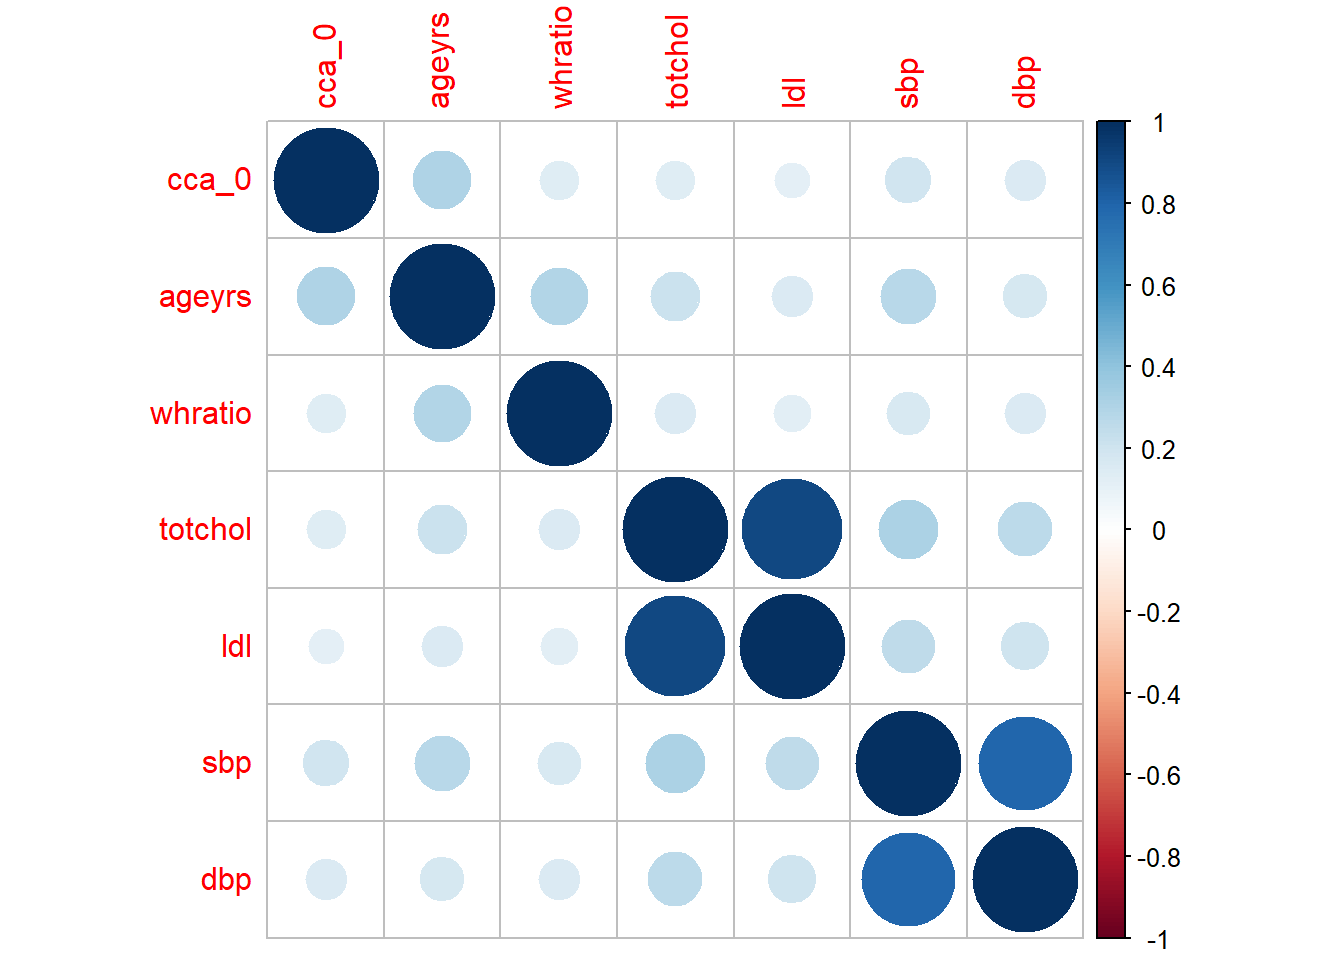 cca_0
ageyrs
whratio
totchol
ldl
sbp
dbp
cca_0
ageyrs
whratio
totchol
ldl
sbp
dbp
1
0.8
0.6
0.4
0.2
0
-0.2
-0.4
-0.6
-0.8
-1